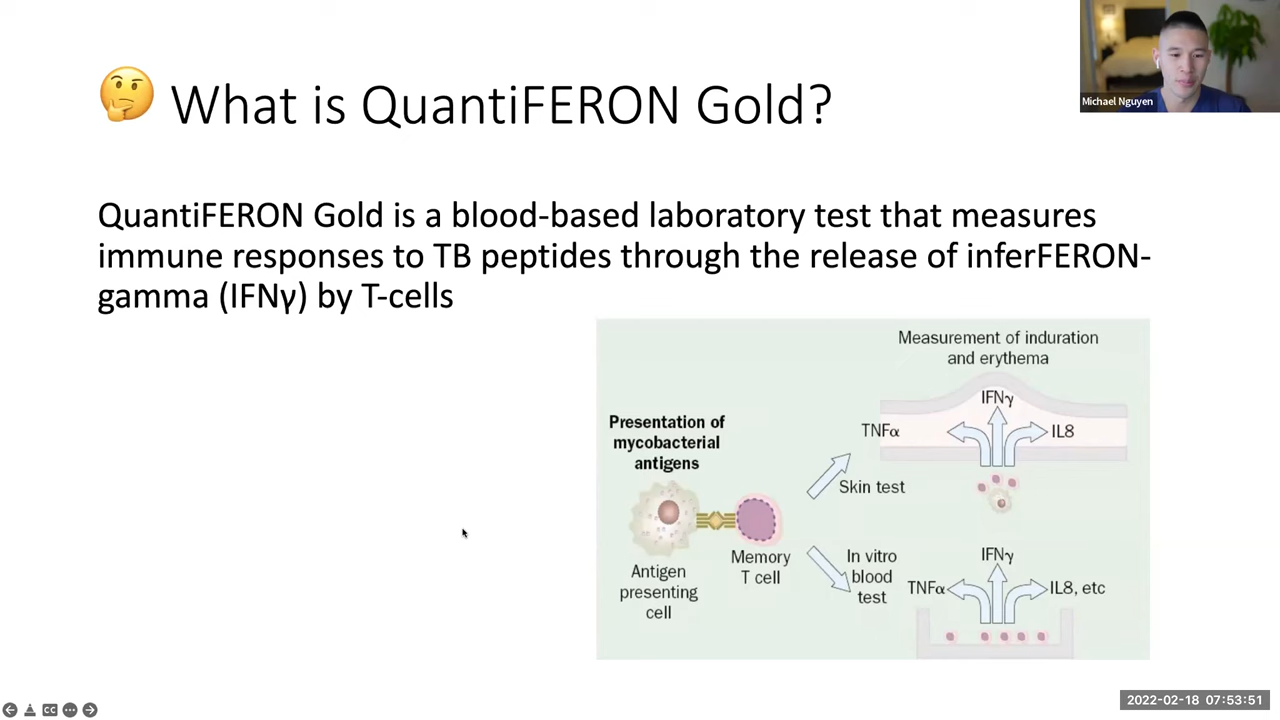 🤔 What is QuantiFERON Gold?
Michael Nguyen
QuantiFERON Gold is a blood-based laboratory test that measures
immune responses to TB peptides through the release of inferFERON-
gamma (IFNγ) by T-cells
Measurement of induration
and erythema
IFNγ
TNFα
IL8
Presentation of
mycobacterial
antigens
Skin test
Antigen
presenting
cell
Memory
T cell
In vitro
blood
test
IFNγ
TNFα
IL8, etc
CC
2022-02-18 07:53:51